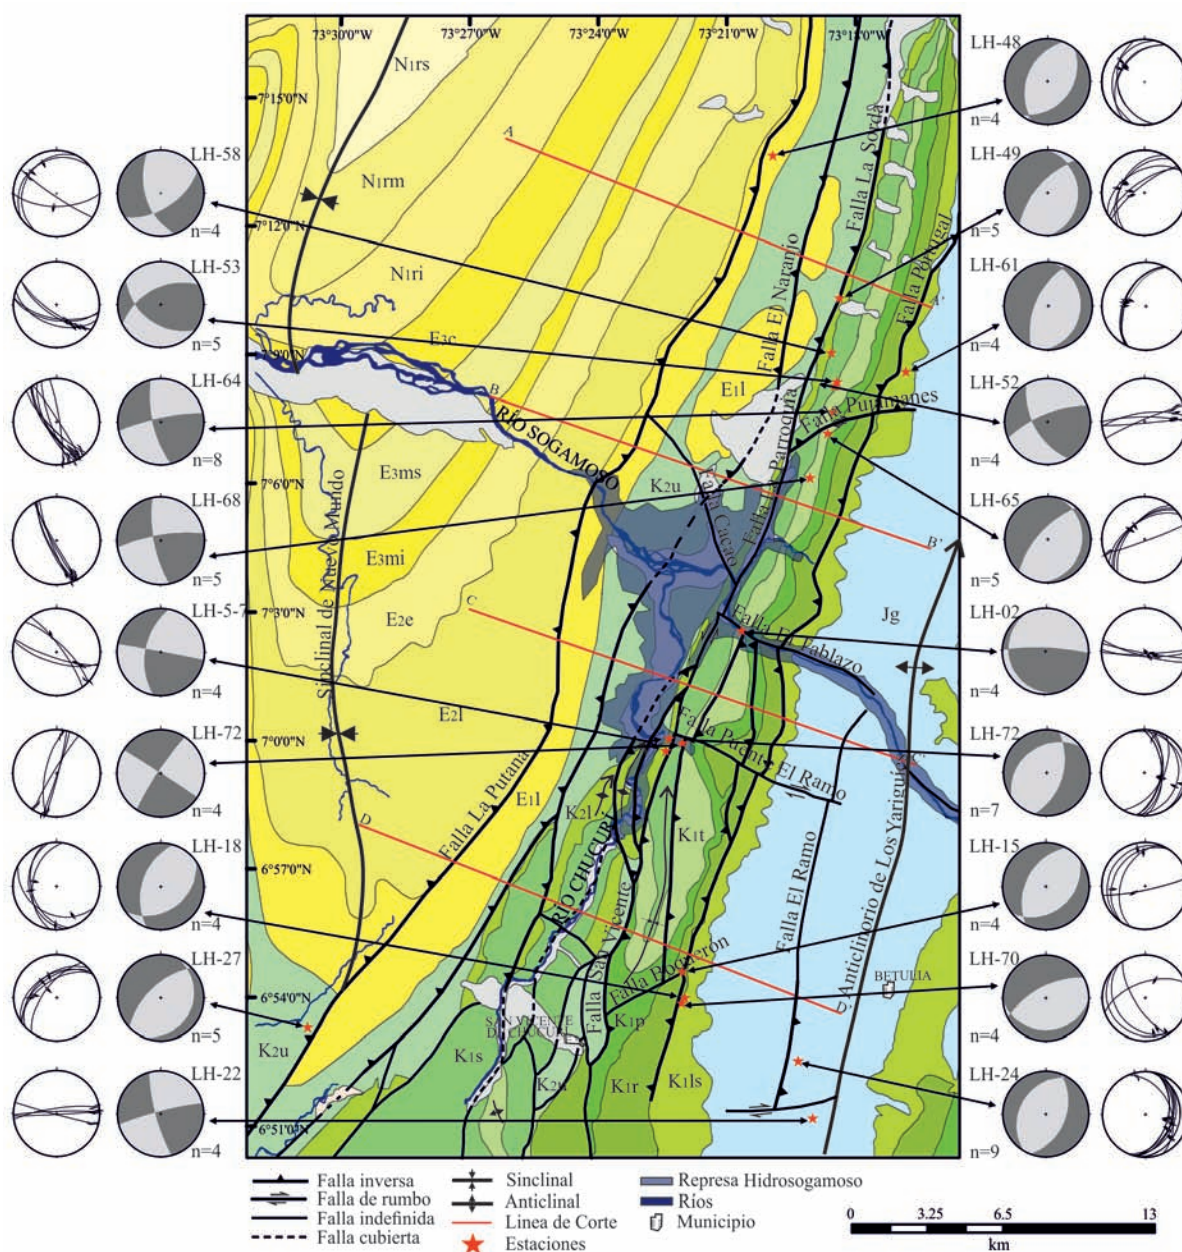 73°30'0"W
73°27'0"W
73°24'0"W
73°21'0"W
7°15'0"N
7°12'0"N
7°9'0"N
7°6'0"N
7°3'0"N
7°0'0"N
6°57'0"N
6°54'0"N
6°51'0"N
LH-58
n=4
LH-53
n=5
LH-64
n=8
LH-68
n=5
LH-5-7
n=4
LH-72
n=4
LH-18
n=4
LH-27
n=5
LH-22
n=4
LH-48
n=4
LH-49
n=5
LH-61
n=4
LH-52
n=4
LH-65
n=5
LH-02
n=4
LH-72
n=7
LH-15
n=4
LH-70
n=4
LH-24
n=9
N1rs
N1rm
N1ri
E3c
E3ms
E3mi
E2e
E2l
E1l
E1l
K2u
K2u
K2l
K1t
K1s
K2u
K1p
K1r
K1ls
Jg
A
A'
B
B'
C
C'
D
D'
Sinclinal de Nuevo Mundo
RÍO SOGAMOSO
RÍO CHUCURÍ
Falla La Putana
Falla El Naranjo
Falla La Sorda
Falla Portugal
Falla Pujamanes
Falla Parroquia
Falla Cacao
Falla El Tablazo
Falla Puente El Ramo
Falla El Ramo
Falla San Vicente
Falla Boquerón
Anticlinorio de Los Yariguíes
BETULIA
SAN VICENTE
DE CHUCURÍ
Falla inversa
Falla de rumbo
Falla indefinida
Falla cubierta
Sinclinal
Anticlinal
Linea de Corte
Estaciones
Represa Hidrosogamoso
Ríos
Municipio
0 3.25 6.5 13
km